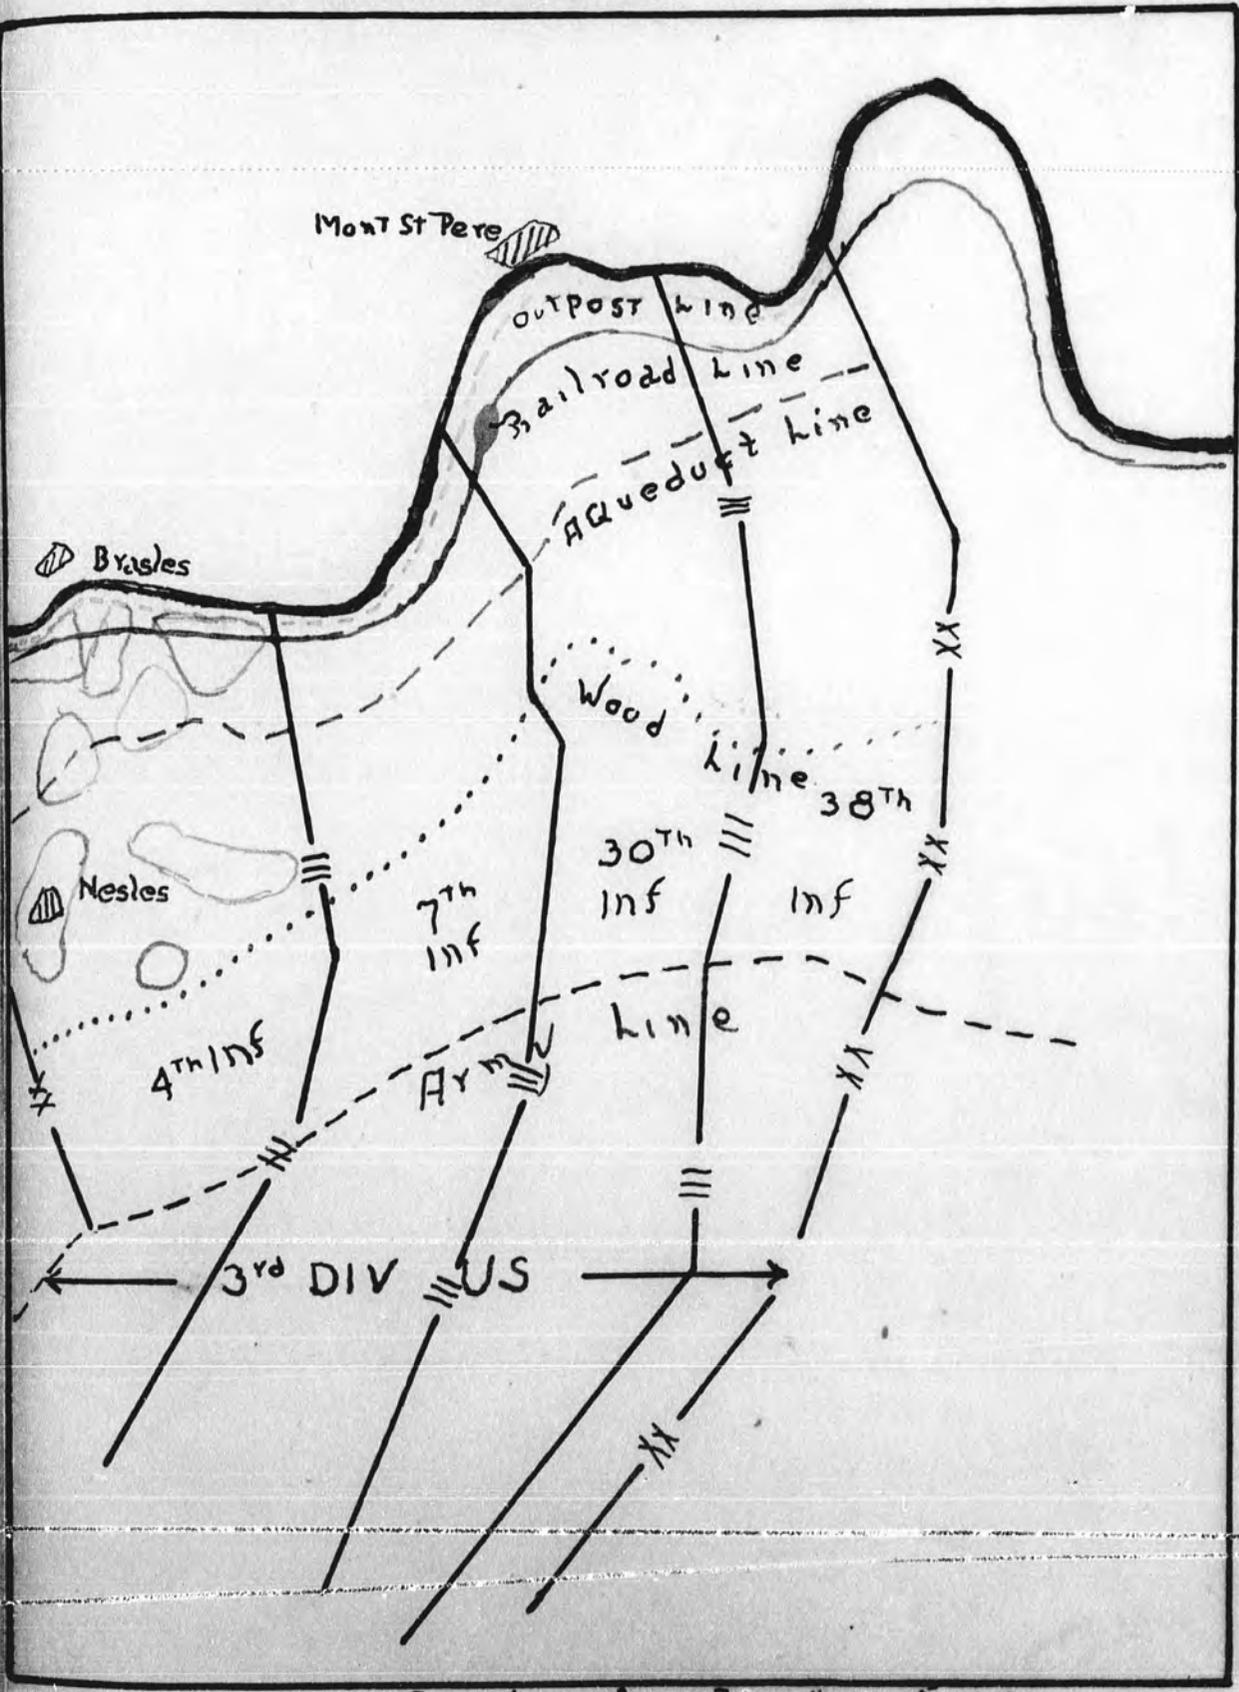 Mont St Pere
Outpost Line
Railroad Line
Aqueduct Line
Brasles
Wood
Line
38Th
30Th
Inf
Inf
Nesles
7Th
Inf
4Th Inf
Army
Line
3rd DIV US